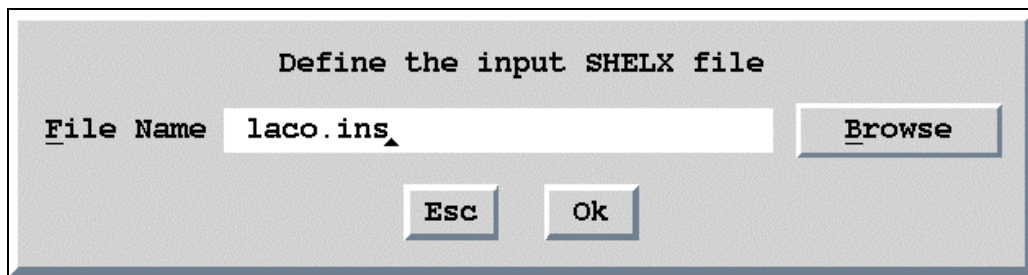 Define the input SHELX file
File Name laco.ins Browse
Esc Ok